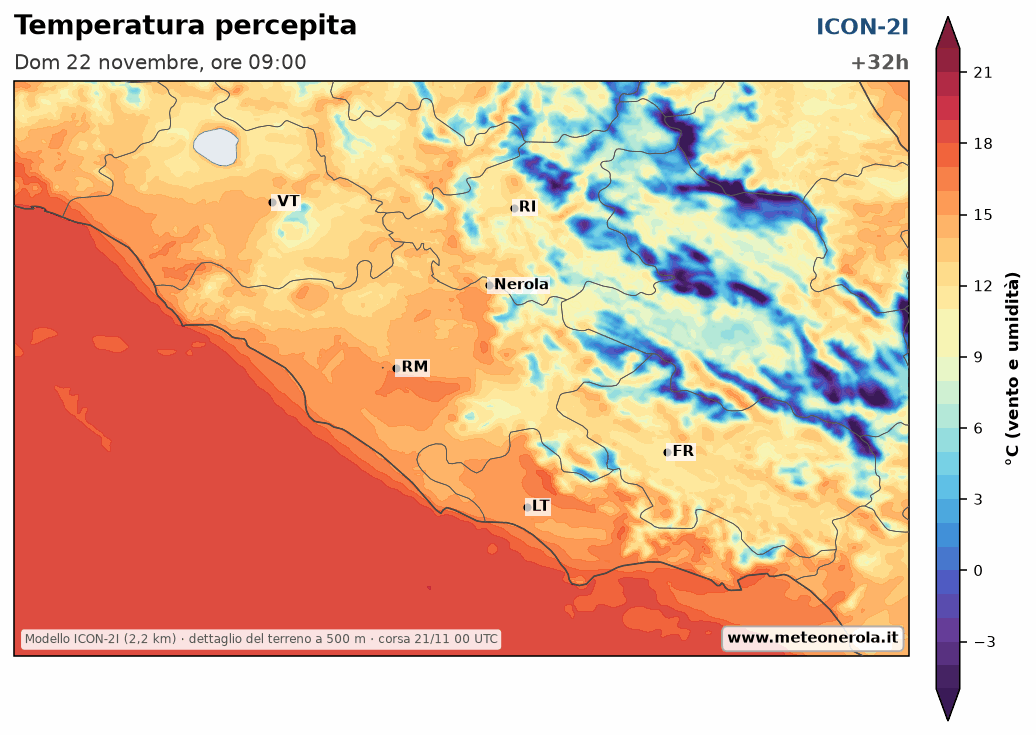 Temperatura percepita
ICON-2I
Dom 22 novembre, ore 09:00
+32h
21
18
15
12
9
6
3
0
−3
°C (vento e umidità)
VT
RI
Nerola
RM
FR
LT
Modello ICON-2I (2,2 km) · dettaglio del terreno a 500 m · corsa 21/11 00 UTC
www.meteonerola.it